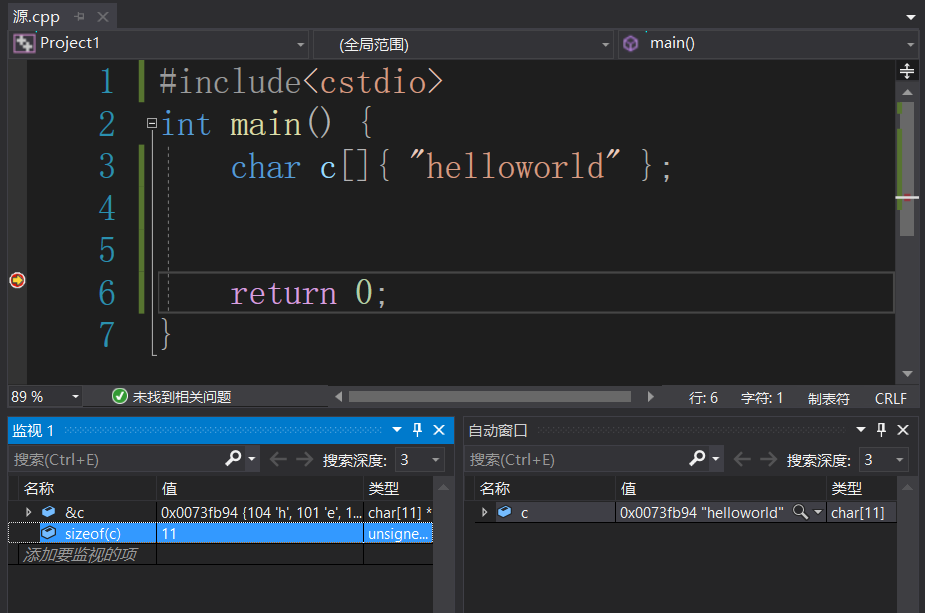 源.cpp
Project1 (全局范围) main()
1 #include<cstdio>
2 int main() {
3 char c[]{ "helloworld" };
4
5
6 return 0;
7 }
89 % 未找到相关问题 行: 6 字符: 1 制表符 CRLF
监视 1
搜索(Ctrl+E) 搜索深度: 3
名称 值 类型
&c 0x0073fb94 {104 'h', 101 'e', 1... char[11] *
sizeof(c) 11 unsigne...
添加要监视的项
自动窗口
搜索(Ctrl+E) 搜索深度: 3
名称 值 类型
c 0x0073fb94 "helloworld" char[11]